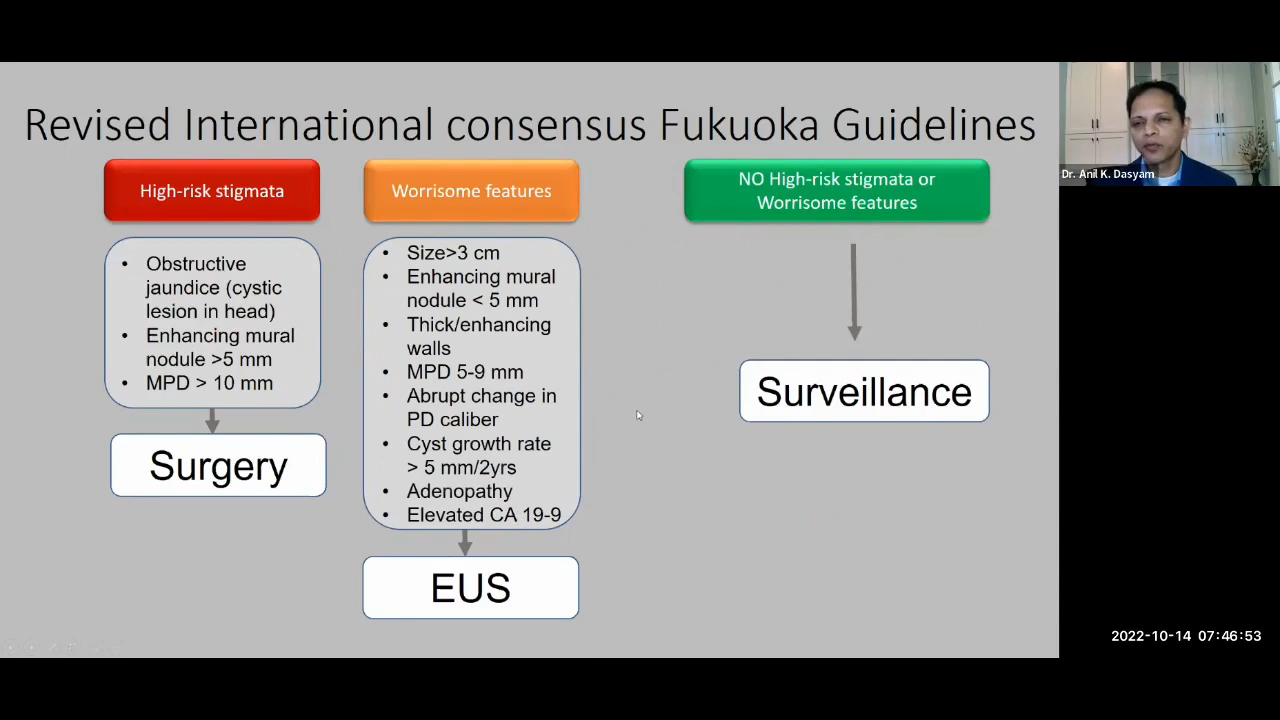 Revised International consensus Fukuoka Guidelines
High-risk stigmata
• Obstructive
jaundice (cystic
lesion in head)
• Enhancing mural
nodule >5 mm
• MPD > 10 mm
Surgery
Worrisome features
• Size>3 cm
• Enhancing mural
nodule < 5 mm
• Thick/enhancing
walls
• MPD 5-9 mm
• Abrupt change in
PD caliber
• Cyst growth rate
> 5 mm/2yrs
• Adenopathy
• Elevated CA 19-9
EUS
NO High-risk stigmata or
Worrisome features
Surveillance
Dr. Anil K. Dasyam
2022-10-14 07:46:53